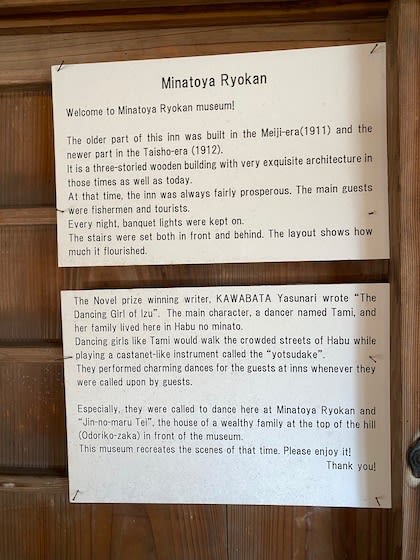 Minatoya Ryokan
Welcome to Minatoya Ryokan museum!
The older part of this inn was built in the Meiji-era(1911) and the
newer part in the Taisho-era (1912).
It is a three-storied wooden building with very exquisite architecture in
those times as well as today.
At that time, the inn was always fairly prosperous. The main guests
were fishermen and tourists.
Every night, banquet lights were kept on.
The stairs were set both in front and behind. The layout shows how
much it flourished.
The Novel prize winning writer, KAWABATA Yasunari wrote “The
Dancing Girl of Izu”. The main character, a dancer named Tami, and
her family lived here in Habu no minato.
Dancing girls like Tami would walk the crowded streets of Habu while
playing a castanet-like instrument called the “yotsudake”.
They performed charming dances for the guests at inns whenever they
were called upon by guests.
Especially, they were called to dance here at Minatoya Ryokan and
“Jin-no-maru Tei”, the house of a wealthy family at the top of the hill
(Odoriko-zaka) in front of the museum.
This museum recreates the scenes of that time. Please enjoy it!
Thank you!